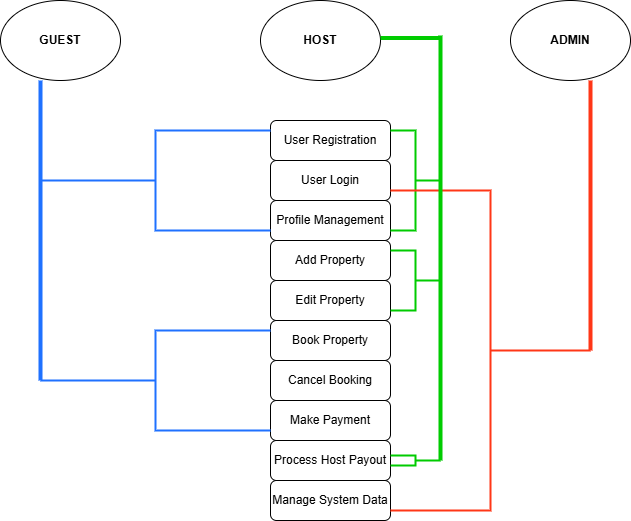 GUEST
HOST
ADMIN
User Registration
User Login
Profile Management
Add Property
Edit Property
Book Property
Cancel Booking
Make Payment
Process Host Payout
Manage System Data